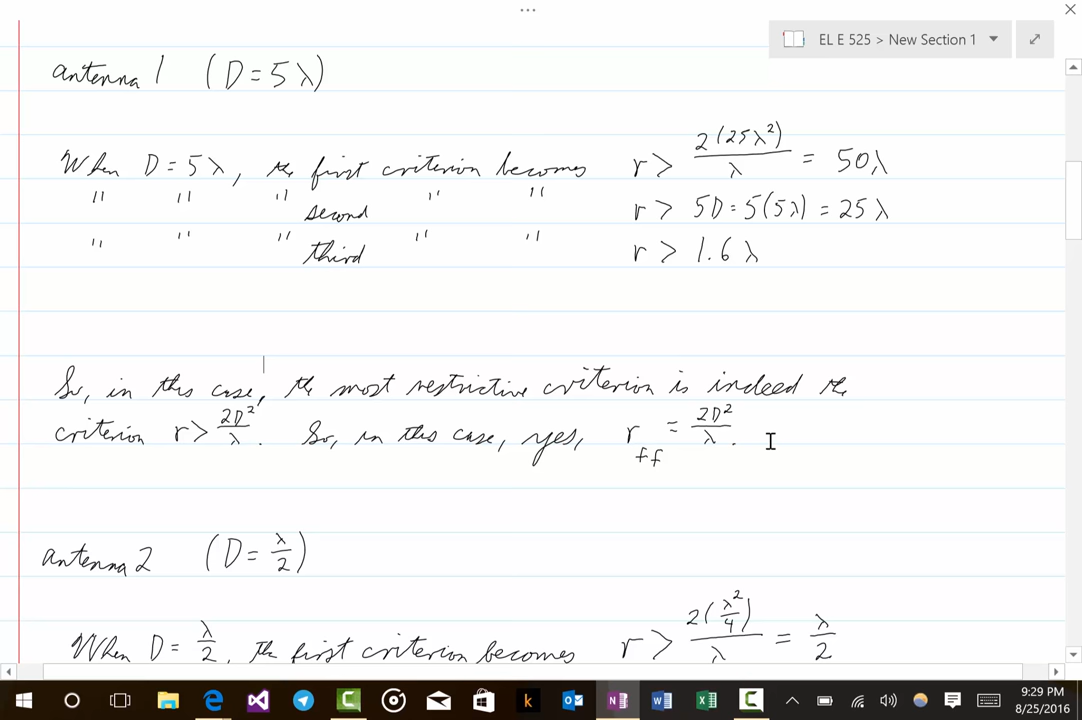 EL E 525 > New Section 1
antenna 1 (D = 5λ)
When D = 5λ, the first criterion becomes r > 2(25λ²)/λ = 50λ
" " " second " " r > 5D = 5(5λ) = 25λ
" " " third " " r > 1.6λ
So, in this case, the most restrictive criterion is indeed the
criterion r > 2D²/λ. So, in this case, yes, r_ff = 2D²/λ.
antenna 2 (D = λ/2)
When D = λ/2, the first criterion becomes r > 2(λ²/4)/λ = λ/2
9:29 PM
8/25/2016